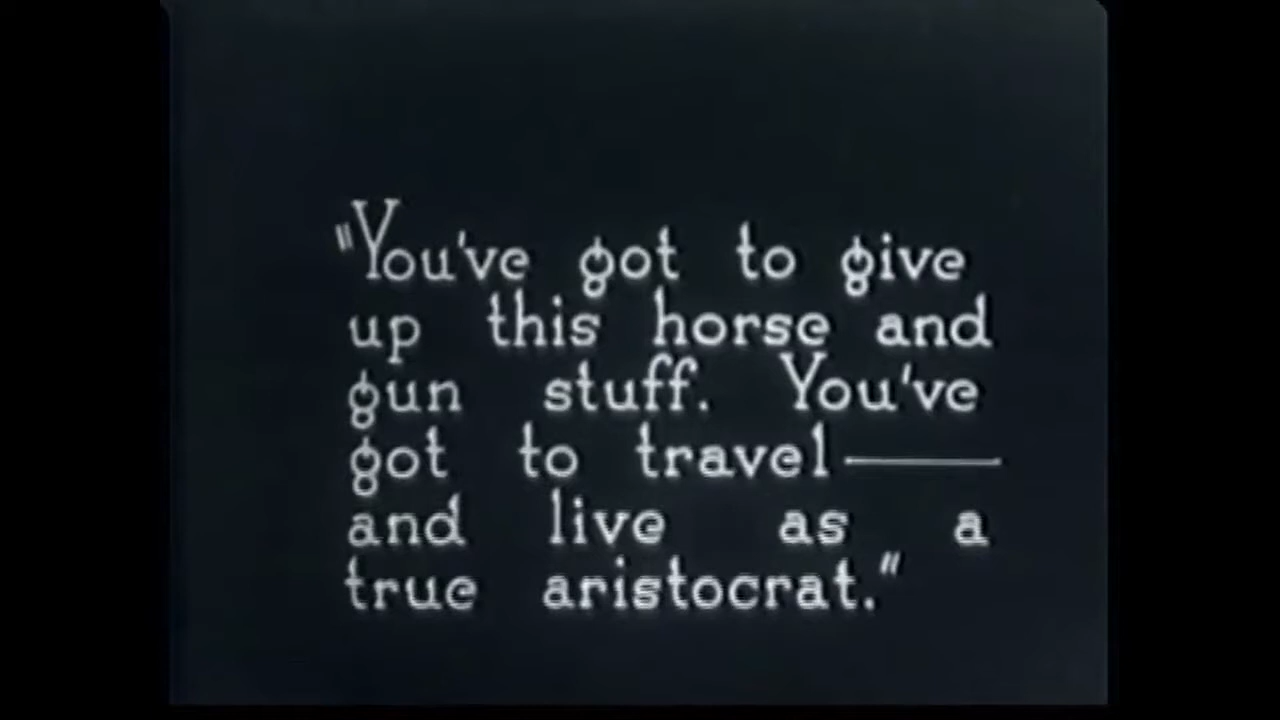 "You've got to give
up this horse and
gun stuff. You've
got to travel——
and live as a
true aristocrat."